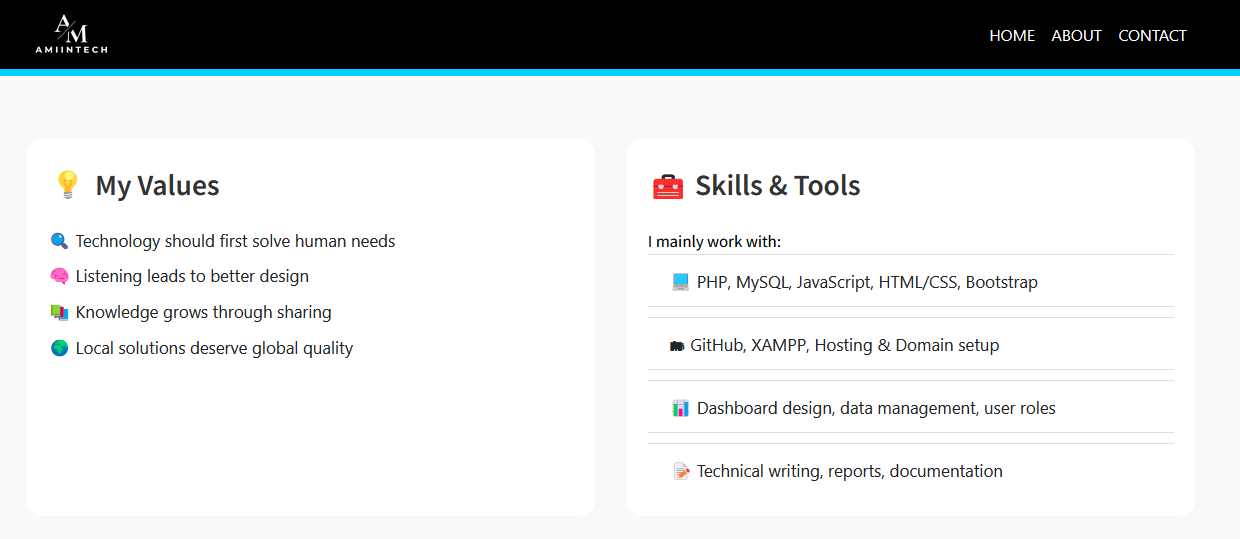 AM
AMIINTECH
HOME ABOUT CONTACT
My Values
Technology should first solve human needs
Listening leads to better design
Knowledge grows through sharing
Local solutions deserve global quality
Skills & Tools
I mainly work with:
PHP, MySQL, JavaScript, HTML/CSS, Bootstrap
GitHub, XAMPP, Hosting & Domain setup
Dashboard design, data management, user roles
Technical writing, reports, documentation